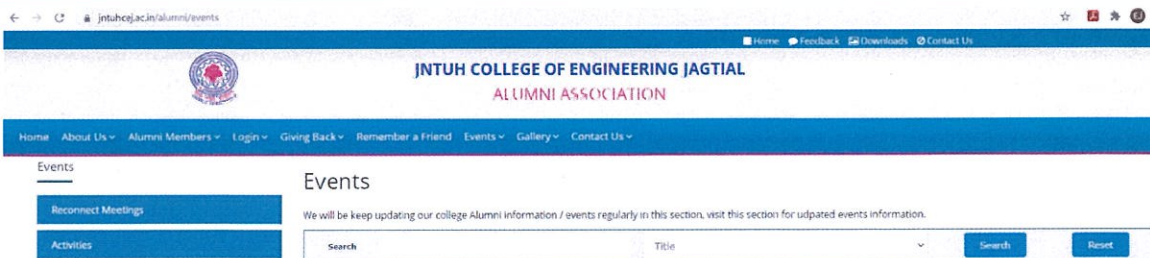 jntuhcej.ac.in/alumni/events
EJ
Home Feedback Downloads Contact Us
JNTUH COLLEGE OF ENGINEERING JAGTIAL
ALUMNI ASSOCIATION
Home About Us Alumni Members Login Giving Back Remember a Friend Events Gallery Contact Us
Events
Reconnect Meetings
Activities
Events
We will be keep updating our college Alumni information / events regularly in this section, visit this section for udpated events information.
Search Title Search Reset